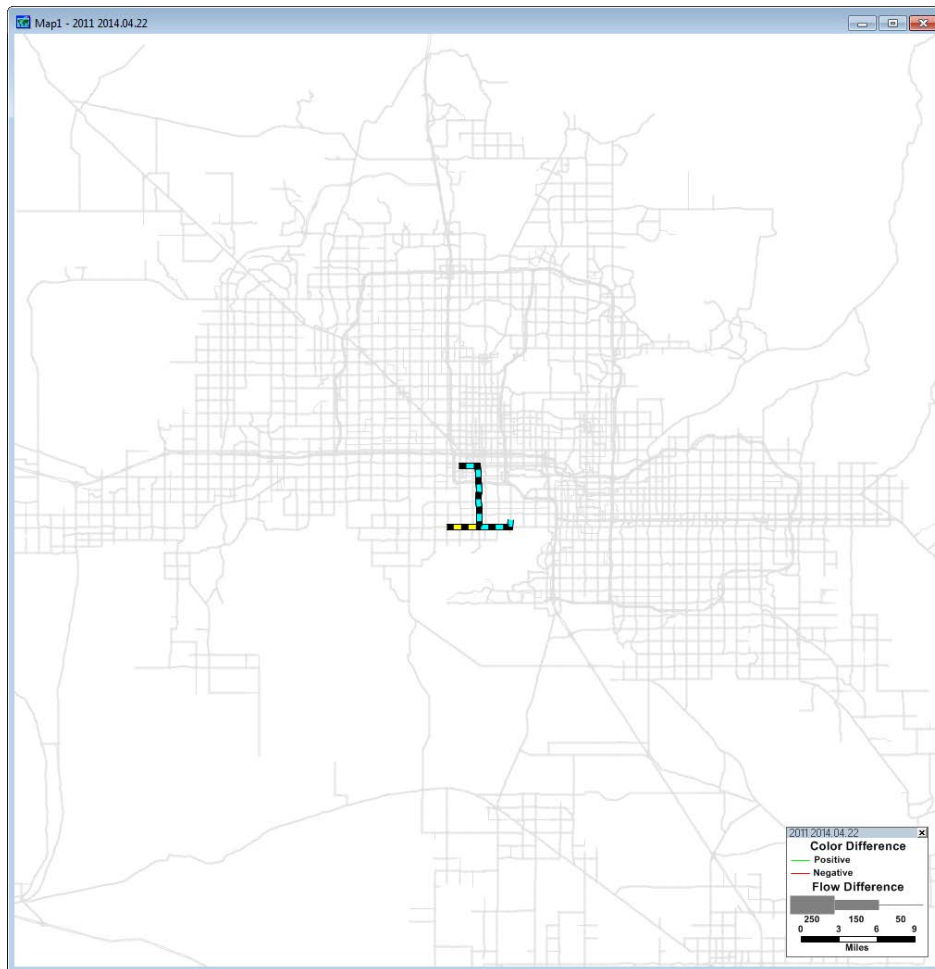 Map1 - 2011 2014.04.22
2011 2014.04.22
Color Difference
Positive
Negative
Flow Difference
250 150 50
0 3 6 9
Miles